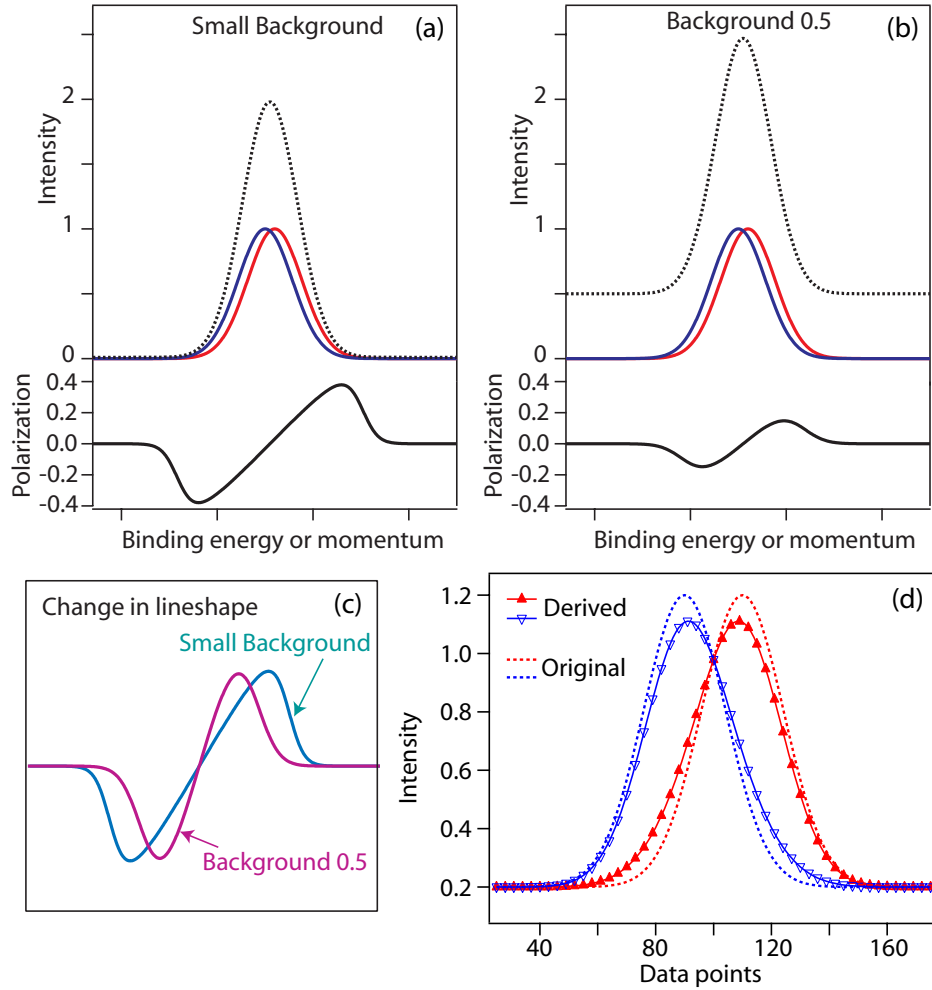 Small Background
(a)
Intensity
2
1
0
Polarization
0.4
0.2
0.0
-0.2
-0.4
Binding energy or momentum
Background 0.5
(b)
Intensity
2
1
0
Polarization
0.4
0.2
0.0
-0.2
-0.4
Binding energy or momentum
Change in lineshape
(c)
Small Background
Background 0.5
(d)
Derived
Original
Intensity
1.2
1.0
0.8
0.6
0.4
0.2
40
80
120
160
Data points